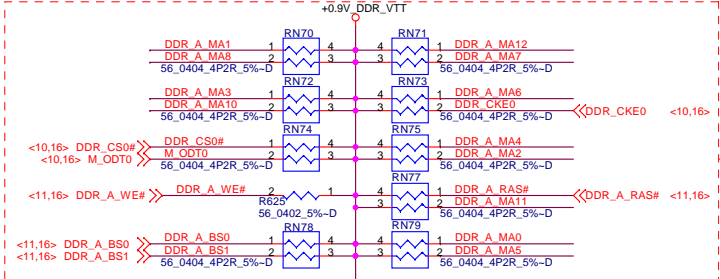 +0.9V_DDR_VTT
RN70 RN71
DDR_A_MA1 1 4 4 1 DDR_A_MA12
DDR_A_MA8 2 3 3 2 DDR_A_MA7
56_0404_4P2R_5%~D 56_0404_4P2R_5%~D
RN72 RN73
DDR_A_MA3 1 4 4 1 DDR_A_MA6
DDR_A_MA10 2 3 3 2 DDR_CKE0 DDR_CKE0 <10,16>
56_0404_4P2R_5%~D 56_0404_4P2R_5%~D
RN74 RN75
<10,16> DDR_CS0# DDR_CS0# 1 4 4 1 DDR_A_MA4
<10,16> M_ODT0 M_ODT0 2 3 3 2 DDR_A_MA2
56_0404_4P2R_5%~D 56_0404_4P2R_5%~D
RN77
<11,16> DDR_A_WE# DDR_A_WE# 2 1 4 1 DDR_A_RAS# DDR_A_RAS# <11,16>
R625 3 2 DDR_A_MA11
56_0402_5%~D 56_0404_4P2R_5%~D
RN78 RN79
<11,16> DDR_A_BS0 DDR_A_BS0 1 4 4 1 DDR_A_MA0
<11,16> DDR_A_BS1 DDR_A_BS1 2 3 3 2 DDR_A_MA5
56_0404_4P2R_5%~D 56_0404_4P2R_5%~D